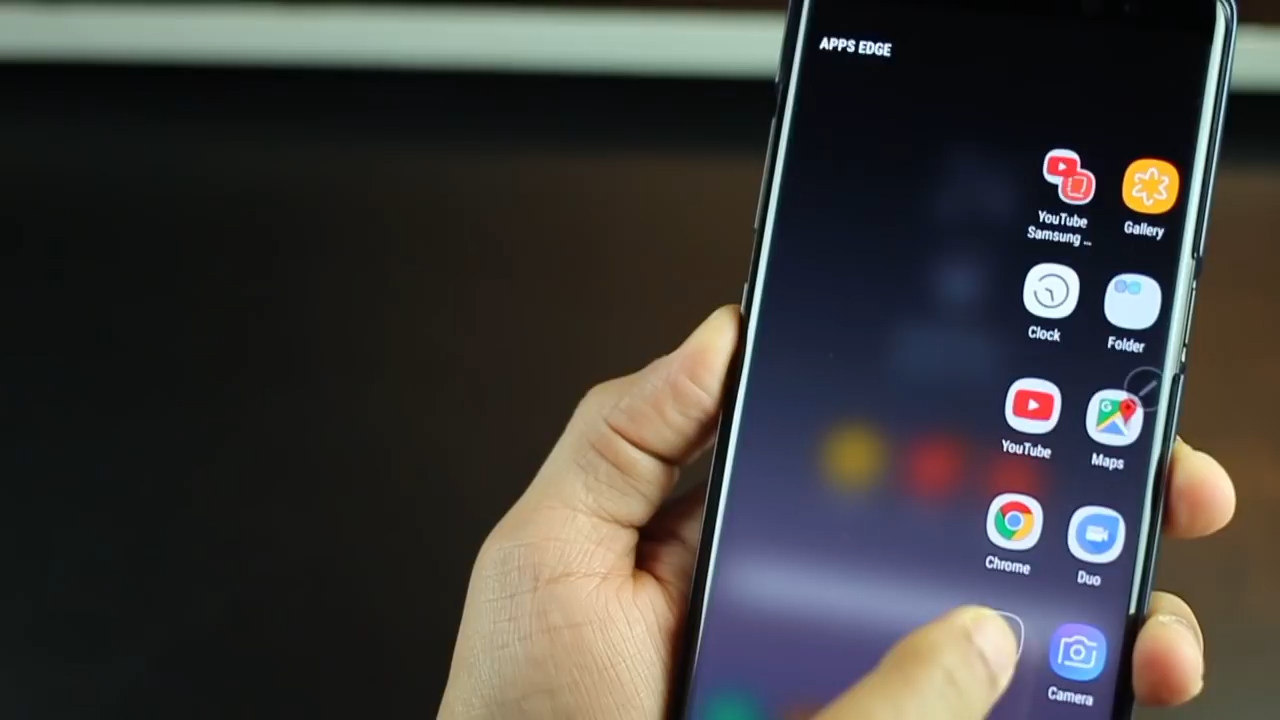 APPS EDGE
YouTube
Samsung ...
Gallery
Clock
Folder
YouTube
Maps
Chrome
Duo
Camera